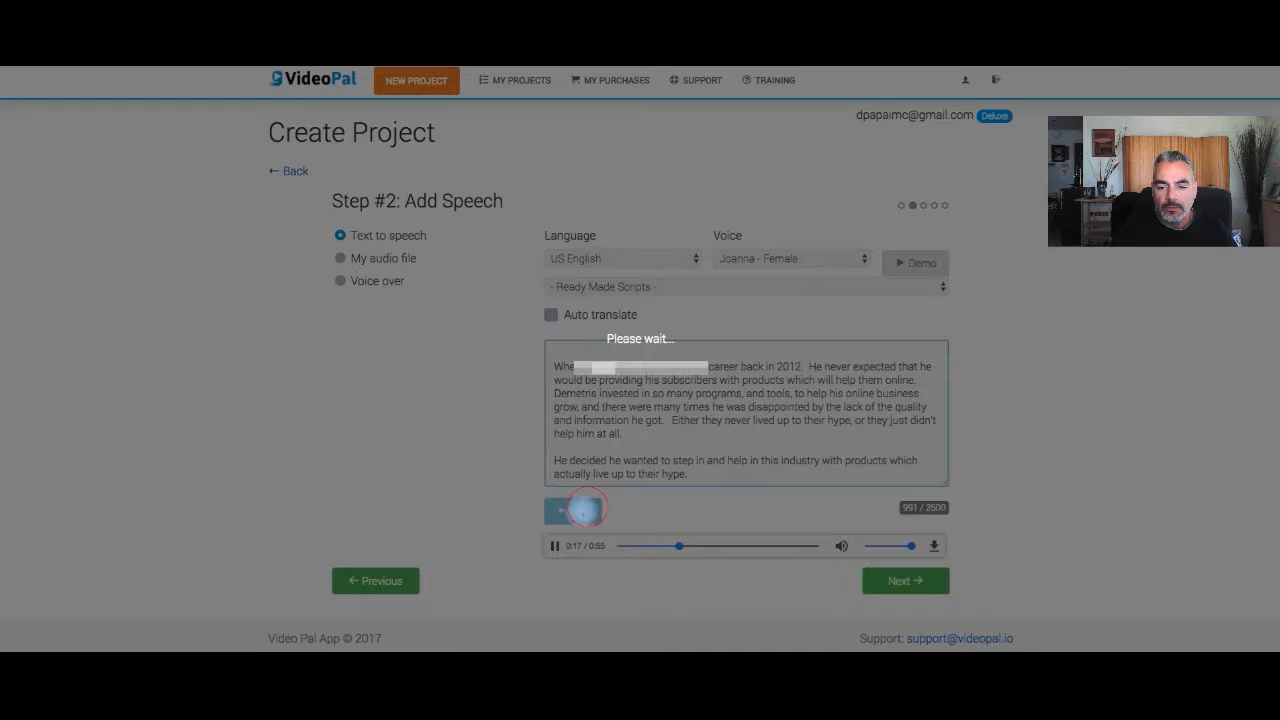 VideoPal
NEW PROJECT
MY PROJECTS
MY PURCHASES
SUPPORT
TRAINING
dpapaimc@gmail.com Deluxe
Create Project
← Back
Step #2: Add Speech
Text to speech
My audio file
Voice over
Language
Voice
US English
Joanna - Female
Demo
- Ready Made Scripts -
Auto translate
Please wait...
career back in 2012. He never expected that he
would be providing his subscribers with products which will help them online.
Demetris invested in so many programs, and tools, to help his online business
grow, and there were many times he was disappointed by the lack of the quality
and information he got. Either they never lived up to their hype, or they just didn't
help him at all.
He decided he wanted to step in and help in this industry with products which
actually live up to their hype.
991 / 2500
0:17 / 0:55
← Previous
Next →
Video Pal App © 2017
Support: support@videopal.io